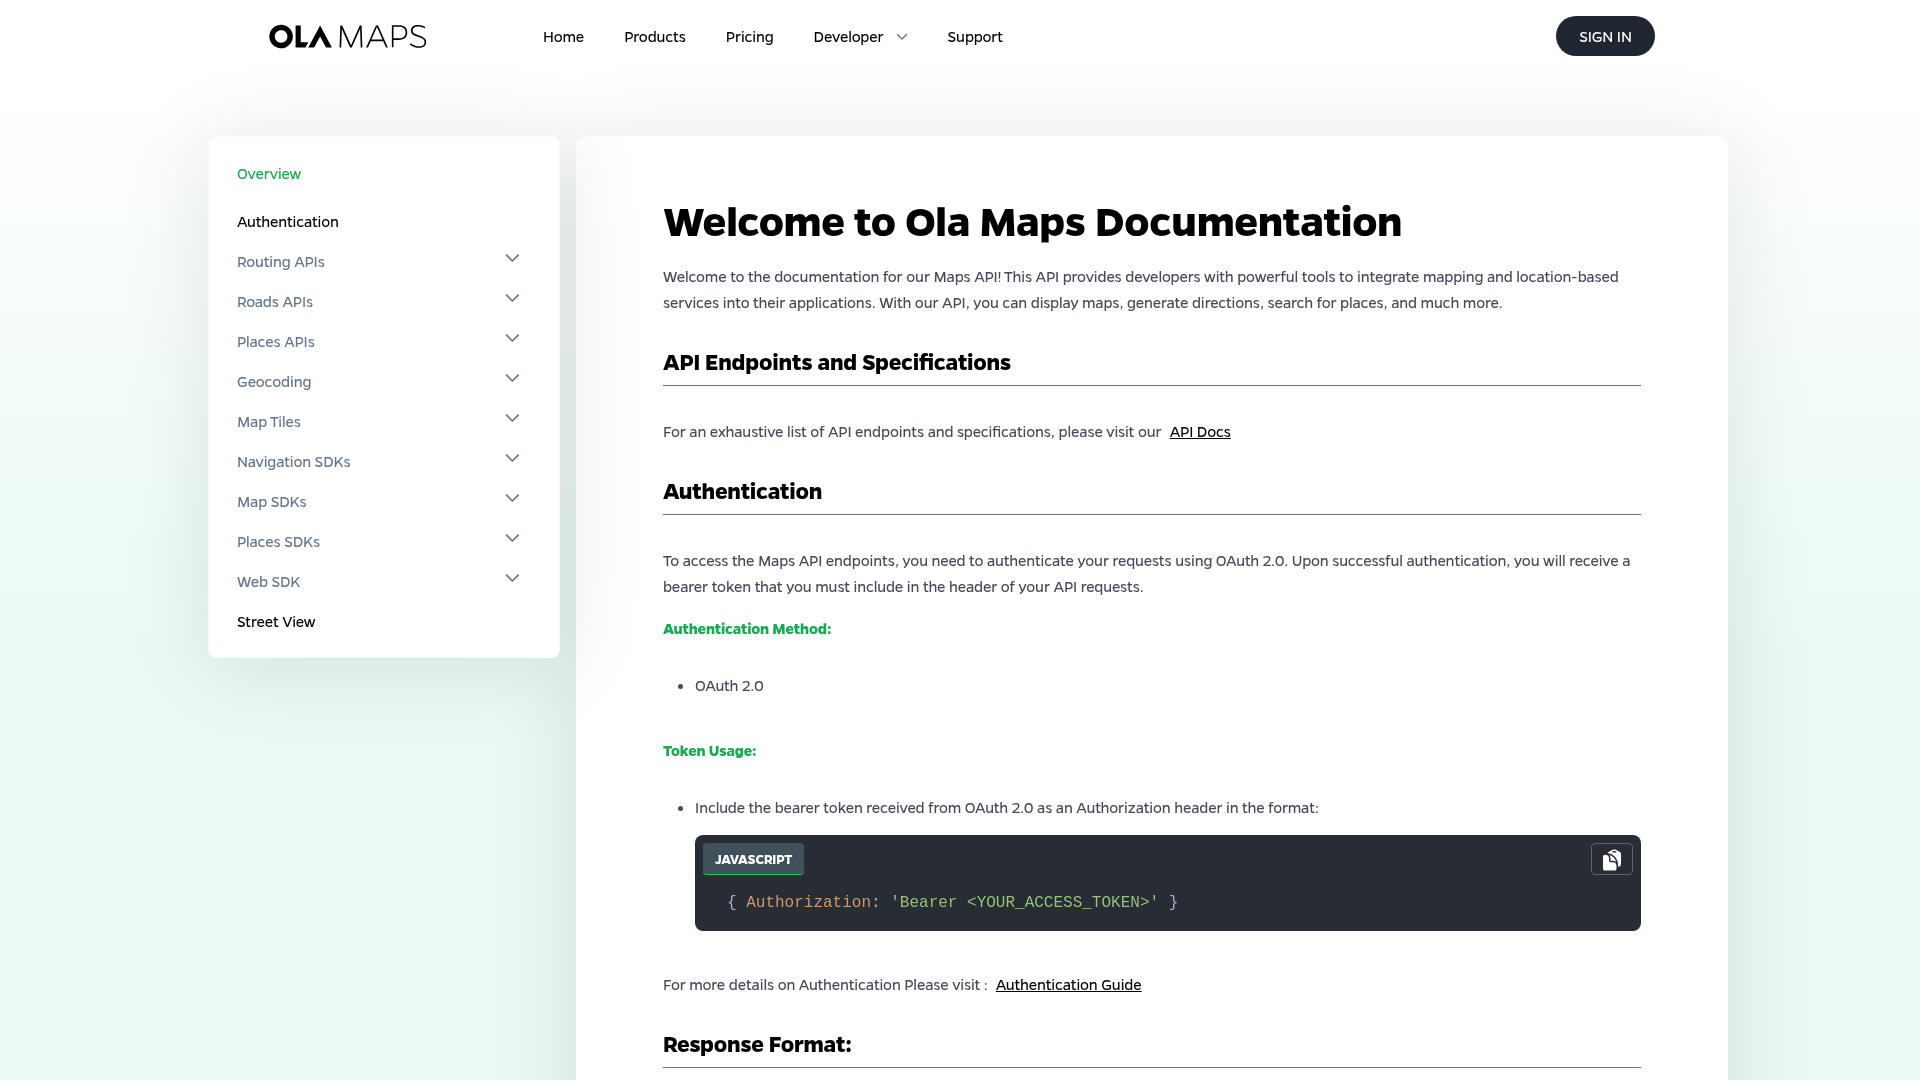 OLA MAPS
Home
Products
Pricing
Developer
Support
SIGN IN
Overview
Authentication
Routing APIs
Roads APIs
Places APIs
Geocoding
Map Tiles
Navigation SDKs
Map SDKs
Places SDKs
Web SDK
Street View
Welcome to Ola Maps Documentation
Welcome to the documentation for our Maps API! This API provides developers with powerful tools to integrate mapping and location-based
services into their applications. With our API, you can display maps, generate directions, search for places, and much more.
API Endpoints and Specifications
For an exhaustive list of API endpoints and specifications, please visit our API Docs
Authentication
To access the Maps API endpoints, you need to authenticate your requests using OAuth 2.0. Upon successful authentication, you will receive a
bearer token that you must include in the header of your API requests.
Authentication Method:
• OAuth 2.0
Token Usage:
• Include the bearer token received from OAuth 2.0 as an Authorization header in the format:
JAVASCRIPT
{ Authorization: 'Bearer <YOUR_ACCESS_TOKEN>' }
For more details on Authentication Please visit : Authentication Guide
Response Format: